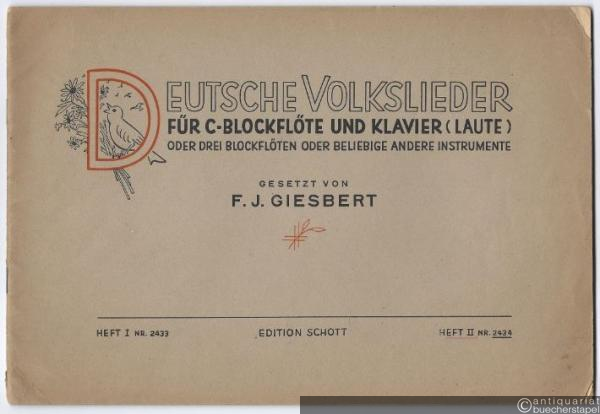 DEUTSCHE VOLKSLIEDER
FÜR C-BLOCKFLÖTE UND KLAVIER (LAUTE)
ODER DREI BLOCKFLÖTEN ODER BELIEBIGE ANDERE INSTRUMENTE
GESETZT VON
F. J. GIESBERT
HEFT I NR. 2433 EDITION SCHOTT HEFT II NR. 2434
©antiquariat
buecherstapel